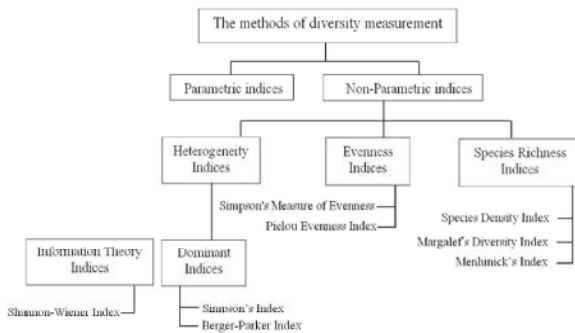 The methods of diversity measurement
Parametric indices
Non-Parametric indices
Heterogeneity
Indices
Evenness
Indices
Species Richness
Indices
Simpson's Measure of Evenness
Pielou Evenness Index
Species Density Index
Margalef's Diversity Index
Menhinick's Index
Information Theory
Indices
Dominant
Indices
Shannon-Wiener Index
Simpson's Index
Berger-Parker Index